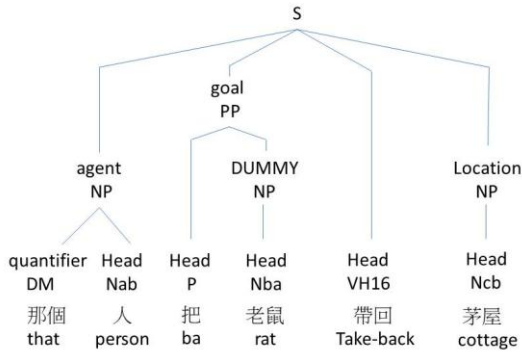 S
goal
PP
agent DUMMY Location
NP NP NP
quantifier Head Head Head Head Head
DM Nab P Nba VH16 Ncb
那個 人 把 老鼠 帶回 茅屋
that person ba rat Take-back cottage